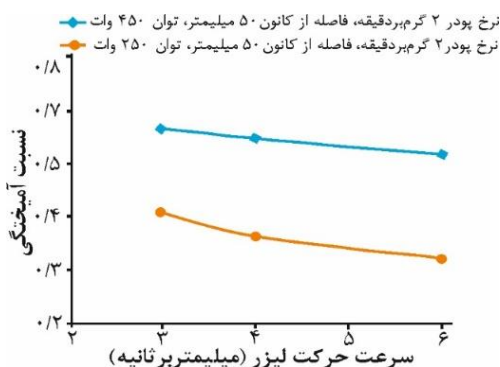 نرخ پودر ۲ گرم‌بردقیقه، فاصله از کانون ۵۰ میلیمتر، توان ۴۵۰ وات
نرخ پودر۲ گرم‌بردقیقه، فاصله از کانون ۵۰ میلیمتر، توان ۲۵۰ وات
۰/۸
۰/۷
۰/۵
۰/۴
۰/۳
۰/۲
نسبت آمیختگی
۲ ۳ ۴ ۵ ۶
سرعت حرکت لیزر (میلیمتربرثانیه)